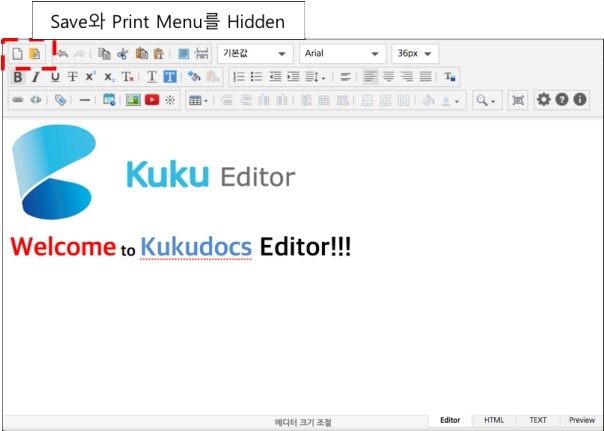 Save와 Print Menu를 Hidden
기본값 Arial 36px
Kuku Editor
Welcome to Kukudocs Editor!!!
에디터 크기 조절 Editor HTML TEXT Preview